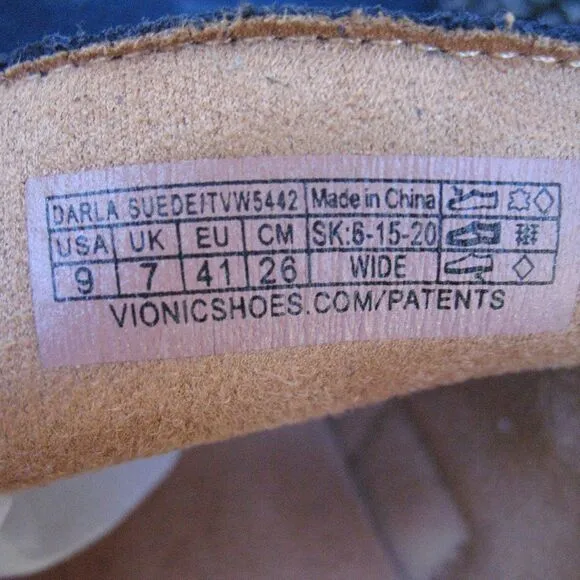 DARLA SUEDE/TVW5442 Made in China
USA UK EU CM SK:6-15-20
9 7 41 26 WIDE
VIONICSHOES.COM/PATENTS